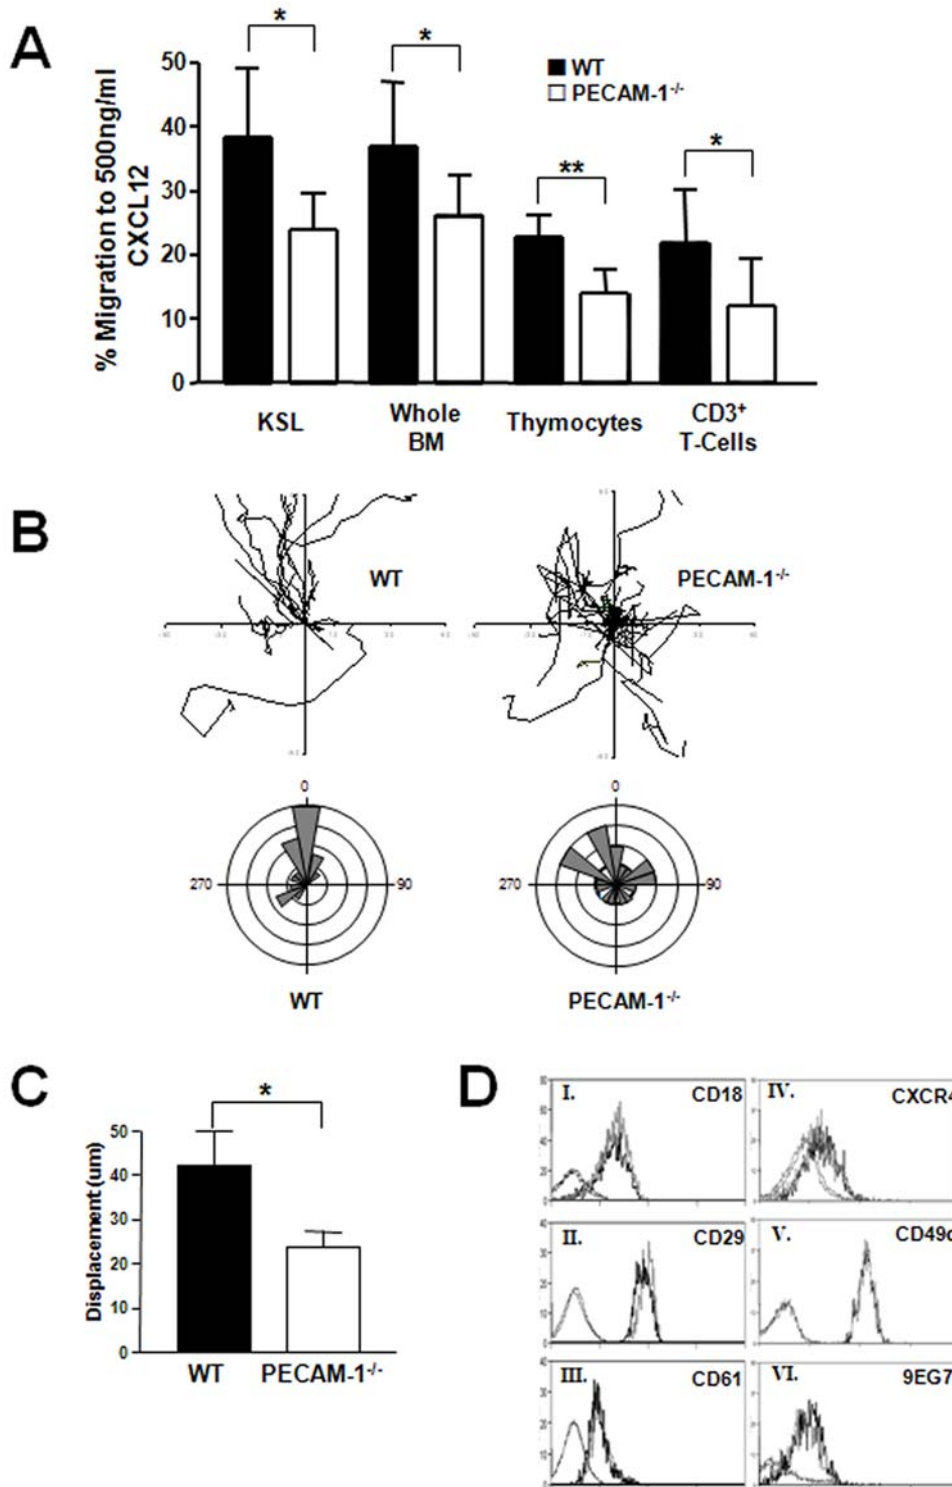 A
*
*
**
*
WT
PECAM-1-/-
% Migration to 500ng/ml
CXCL12
50
40
30
20
10
0
KSL
Whole
BM
Thymocytes
CD3+
T-Cells
B
WT
PECAM-1-/-
0
270
90
WT
0
270
90
PECAM-1-/-
C
*
Displacement (um)
50
40
30
20
10
0
WT
PECAM-1-/-
D
I.
CD18
IV.
CXCR4
II.
CD29
V.
III.
CD61
VI.
9EG7